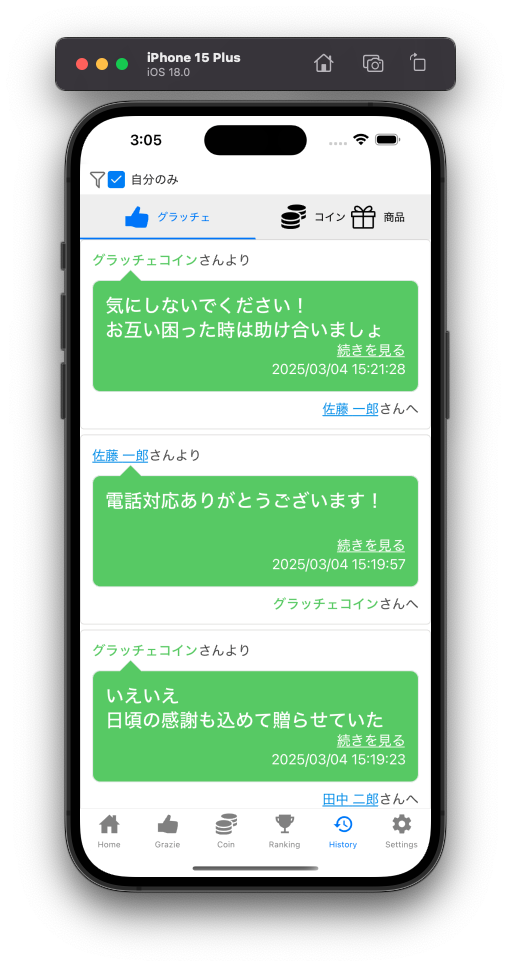 iPhone 15 Plus
iOS 18.0
3:05
自分のみ
グラッチェ
コイン
商品
グラッチェコインさんより
気にしないでください！
お互い困った時は助け合いましょ
続きを見る
2025/03/04 15:21:28
佐藤 一郎さんへ
佐藤 一郎さんより
電話対応ありがとうございます！
続きを見る
2025/03/04 15:19:57
グラッチェコインさんへ
グラッチェコインさんより
いえいえ
日頃の感謝も込めて贈らせていた
続きを見る
2025/03/04 15:19:23
田中 二郎さんへ
Home
Grazie
Coin
Ranking
History
Settings